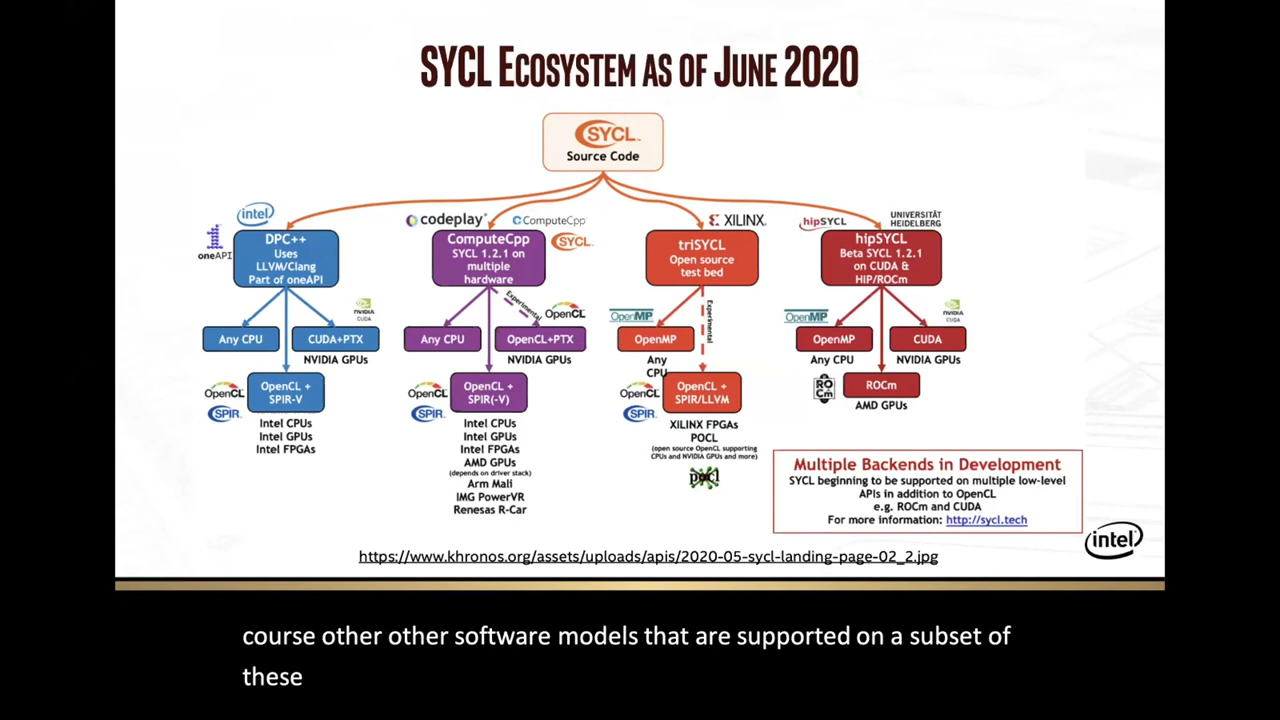 SYCL ECOSYSTEM AS OF JUNE 2020
SYCL™
Source Code
intel
oneAPI
DPC++
Uses
LLVM/Clang
Part of oneAPI
NVIDIA
CUDA
Any CPU
CUDA+PTX
NVIDIA GPUs
OpenCL
SPIR
OpenCL +
SPIR-V
Intel CPUs
Intel GPUs
Intel FPGAs
codeplay
ComputeCpp
SYCL™
ComputeCpp
SYCL 1.2.1 on
multiple
hardware
Experimental
OpenCL
Any CPU
OpenCL+PTX
NVIDIA GPUs
OpenCL
SPIR
OpenCL +
SPIR(-V)
Intel CPUs
Intel GPUs
Intel FPGAs
AMD GPUs
(depends on driver stack)
Arm Mali
IMG PowerVR
Renesas R-Car
XILINX
triSYCL
Open source
test bed
OpenMP
Experimental
OpenMP
Any
CPU
OpenCL
SPIR
OpenCL +
SPIR/LLVM
XILINX FPGAs
POCL
(open source OpenCL supporting
CPUs and NVIDIA GPUs and more)
pocl
hipSYCL
UNIVERSITÄT
HEIDELBERG
hipSYCL
Beta SYCL 1.2.1
on CUDA &
HIP/ROCm
OpenMP
NVIDIA
CUDA
OpenMP
Any CPU
CUDA
NVIDIA GPUs
ROCm
ROCm
AMD GPUs
Multiple Backends in Development
SYCL beginning to be supported on multiple low-level
APIs in addition to OpenCL
e.g. ROCm and CUDA
For more information: http://sycl.tech
intel
https://www.khronos.org/assets/uploads/apis/2020-05-sycl-landing-page-02_2.jpg
course other other software models that are supported on a subset of
these